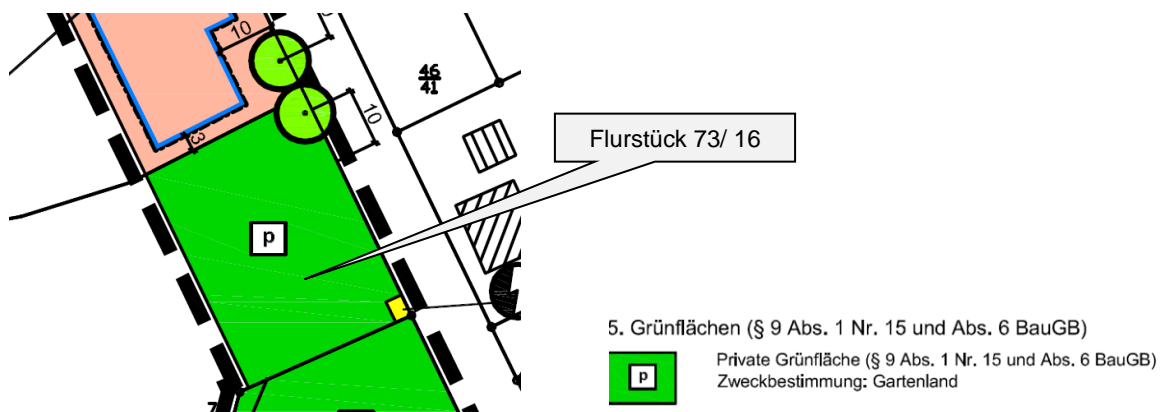 10
46
41
10
3
Flurstück 73/ 16
p
5. Grünflächen (§ 9 Abs. 1 Nr. 15 und Abs. 6 BauGB)
p
Private Grünfläche (§ 9 Abs. 1 Nr. 15 und Abs. 6 BauGB)
Zweckbestimmung: Gartenland